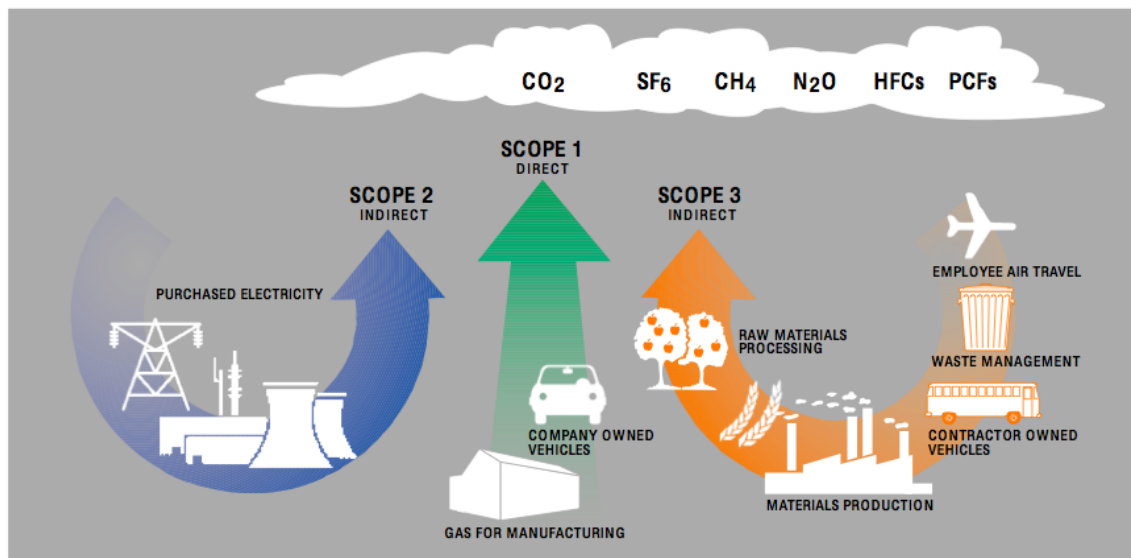 CO2 SF6 CH4 N2O HFCs PCFs
SCOPE 1
DIRECT
SCOPE 2
INDIRECT
SCOPE 3
INDIRECT
PURCHASED ELECTRICITY
COMPANY OWNED
VEHICLES
GAS FOR MANUFACTURING
RAW MATERIALS
PROCESSING
MATERIALS PRODUCTION
EMPLOYEE AIR TRAVEL
WASTE MANAGEMENT
CONTRACTOR OWNED
VEHICLES